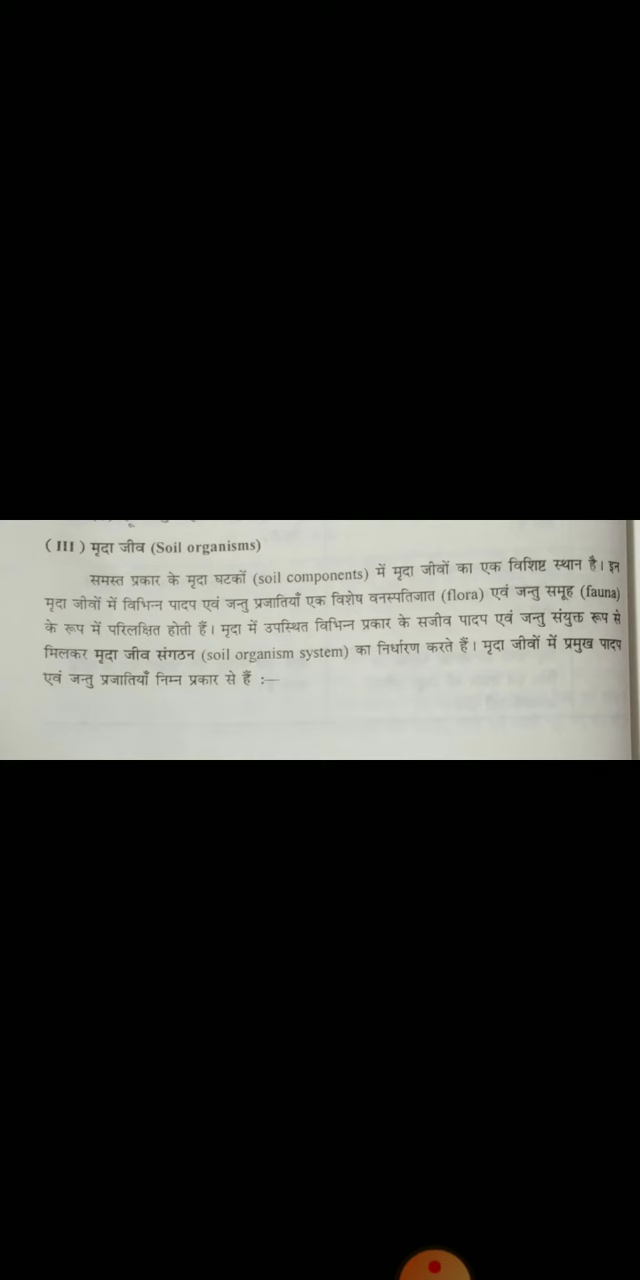 ( III ) मृदा जीव (Soil organisms)
समस्त प्रकार के मृदा घटकों (soil components) में मृदा जीवों का एक विशिष्ट स्थान है। इन
मृदा जीवों में विभिन्न पादप एवं जन्तु प्रजातियाँ एक विशेष वनस्पतिजात (flora) एवं जन्तु समूह (fauna)
के रूप में परिलक्षित होती हैं। मृदा में उपस्थित विभिन्न प्रकार के सजीव पादप एवं जन्तु संयुक्त रूप से
मिलकर मृदा जीव संगठन (soil organism system) का निर्धारण करते हैं। मृदा जीवों में प्रमुख पादप
एवं जन्तु प्रजातियाँ निम्न प्रकार से हैं :—